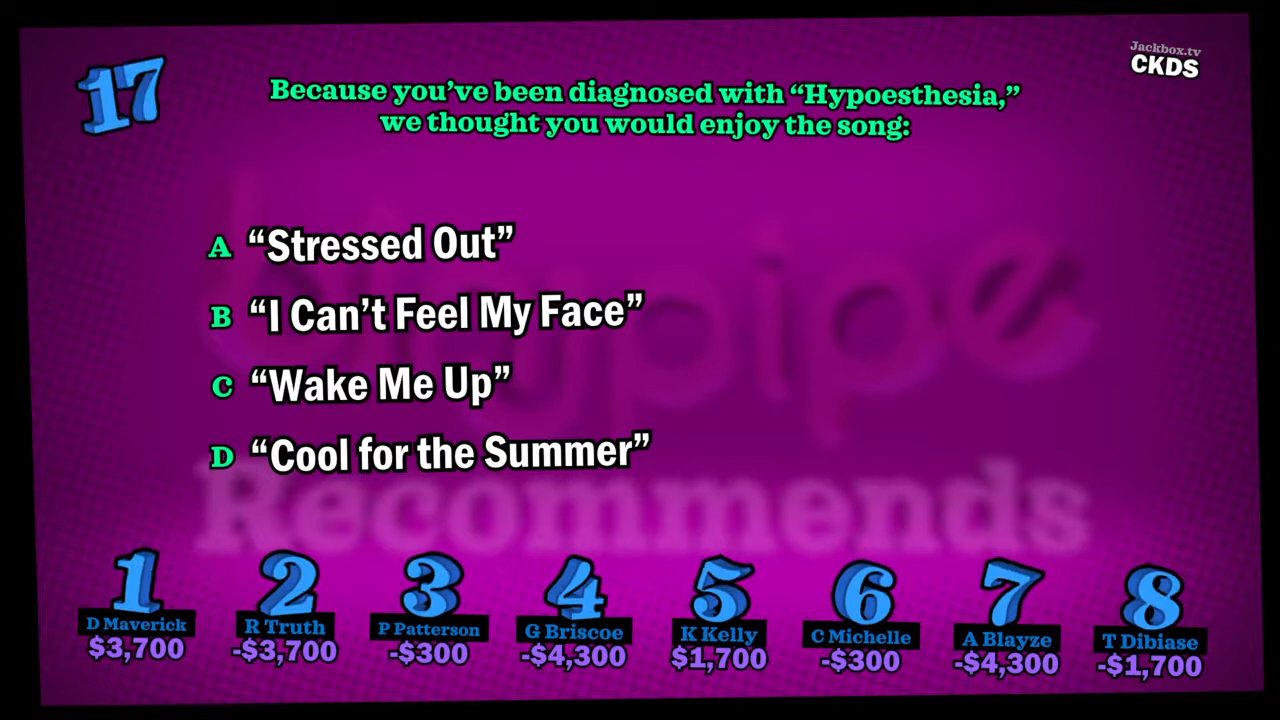 17
Jackbox.tv
CKDS
Because you've been diagnosed with “Hypoesthesia,”
we thought you would enjoy the song:
A “Stressed Out”
B “I Can't Feel My Face”
C “Wake Me Up”
D “Cool for the Summer”
Recommends
1 2 3 4 5 6 7 8
D Maverick R Truth P Patterson G Briscoe K Kelly C Michelle A Blayze T Dibiase
$3,700 -$3,700 -$300 -$4,300 $1,700 -$300 -$4,300 -$1,700